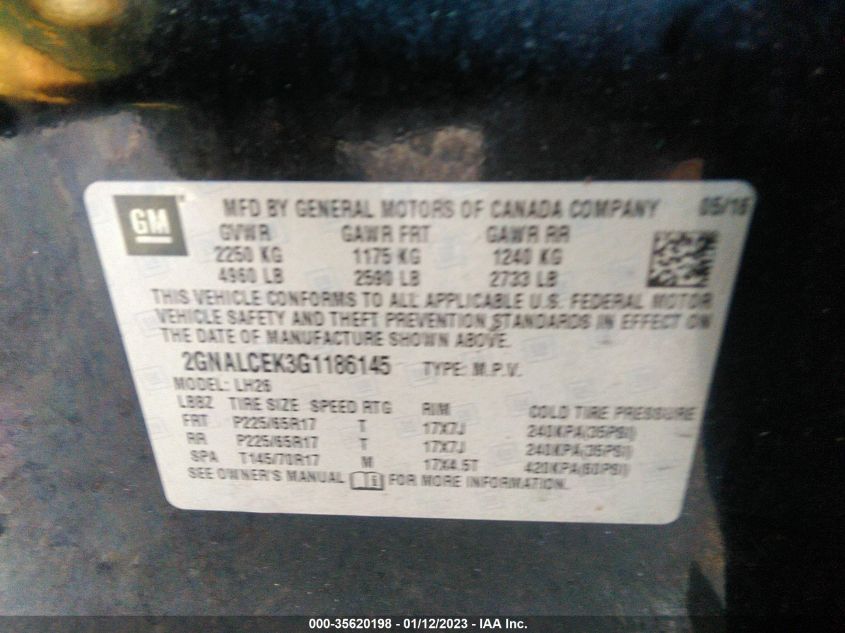 GM
MFD BY GENERAL MOTORS OF CANADA COMPANY 05/16
GVWR GAWR FRT GAWR RR
2250 KG 1175 KG 1240 KG
4960 LB 2590 LB 2733 LB
THIS VEHICLE CONFORMS TO ALL APPLICABLE U.S. FEDERAL MOTOR
VEHICLE SAFETY AND THEFT PREVENTION STANDARDS IN EFFECT ON
THE DATE OF MANUFACTURE SHOWN ABOVE.
2GNALCEK3G1186145 TYPE: M.P.V.
MODEL: LH26
LBBZ TIRE SIZE SPEED RTG RIM COLD TIRE PRESSURE
FRT P225/65R17 T 17X7J 240KPA(35PSI)
RR P225/65R17 T 17X7J 240KPA(35PSI)
SPA T145/70R17 M 17X4.5T 420KPA(60PSI)
SEE OWNER'S MANUAL FOR MORE INFORMATION.
000-35620198 - 01/12/2023 - IAA Inc.